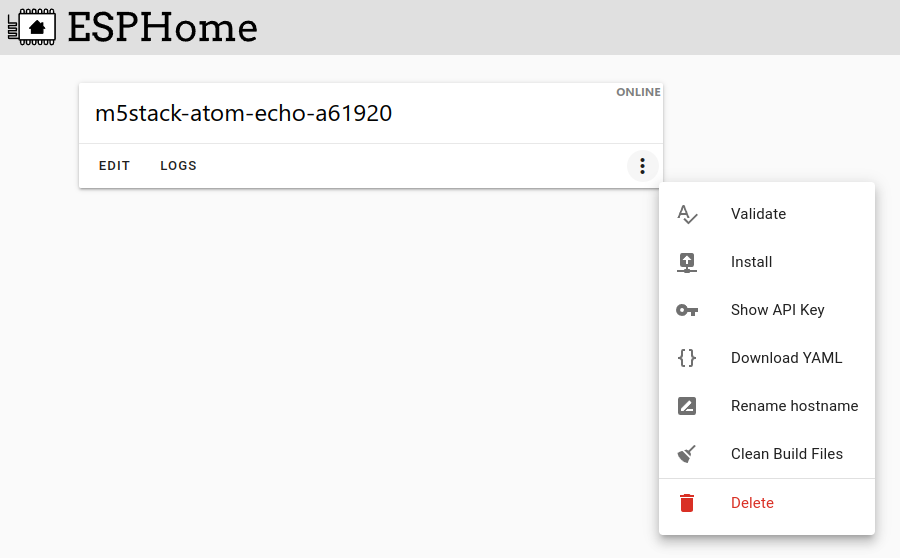 ESPHome
ONLINE
m5stack-atom-echo-a61920
EDIT LOGS
Validate
Install
Show API Key
Download YAML
Rename hostname
Clean Build Files
Delete